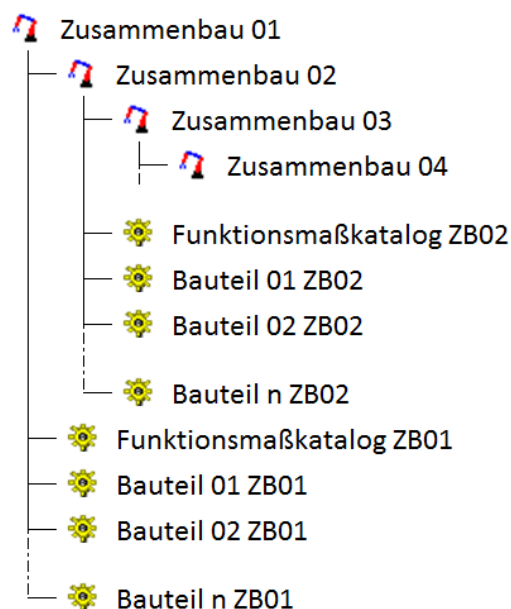 Zusammenbau 01
Zusammenbau 02
Zusammenbau 03
Zusammenbau 04
Funktionsmaßkatalog ZB02
Bauteil 01 ZB02
Bauteil 02 ZB02
Bauteil n ZB02
Funktionsmaßkatalog ZB01
Bauteil 01 ZB01
Bauteil 02 ZB01
Bauteil n ZB01